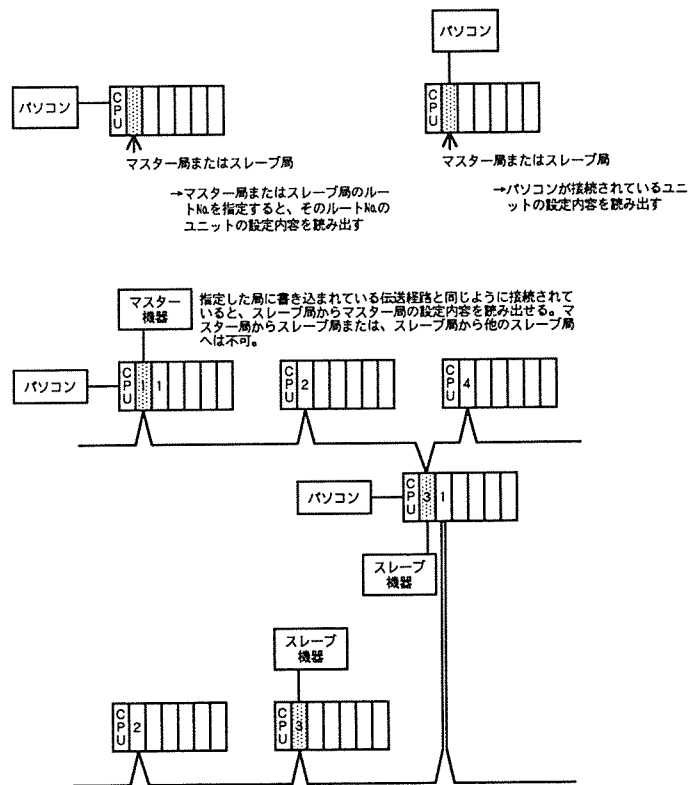 パソコン
CPU
マスター局またはスレーブ局
→マスター局またはスレーブ局のルー
トNo.を指定すると、そのルートNo.の
ユニットの設定内容を読み出す
パソコン
CPU
マスター局またはスレーブ局
→パソコンが接続されているユニ
ットの設定内容を読み出す
マスター
機器
指定した局に書き込まれている伝送経路と同じように接続されて
いると、スレーブ局からマスター局の設定内容を読み出せる。マ
スター局からスレーブ局または、スレーブ局から他のスレーブ局
へは不可。
パソコン
CPU 1 1
CPU 2
CPU 4
パソコン
CPU 3 1
スレーブ
機器
スレーブ
機器
CPU 2
CPU 3